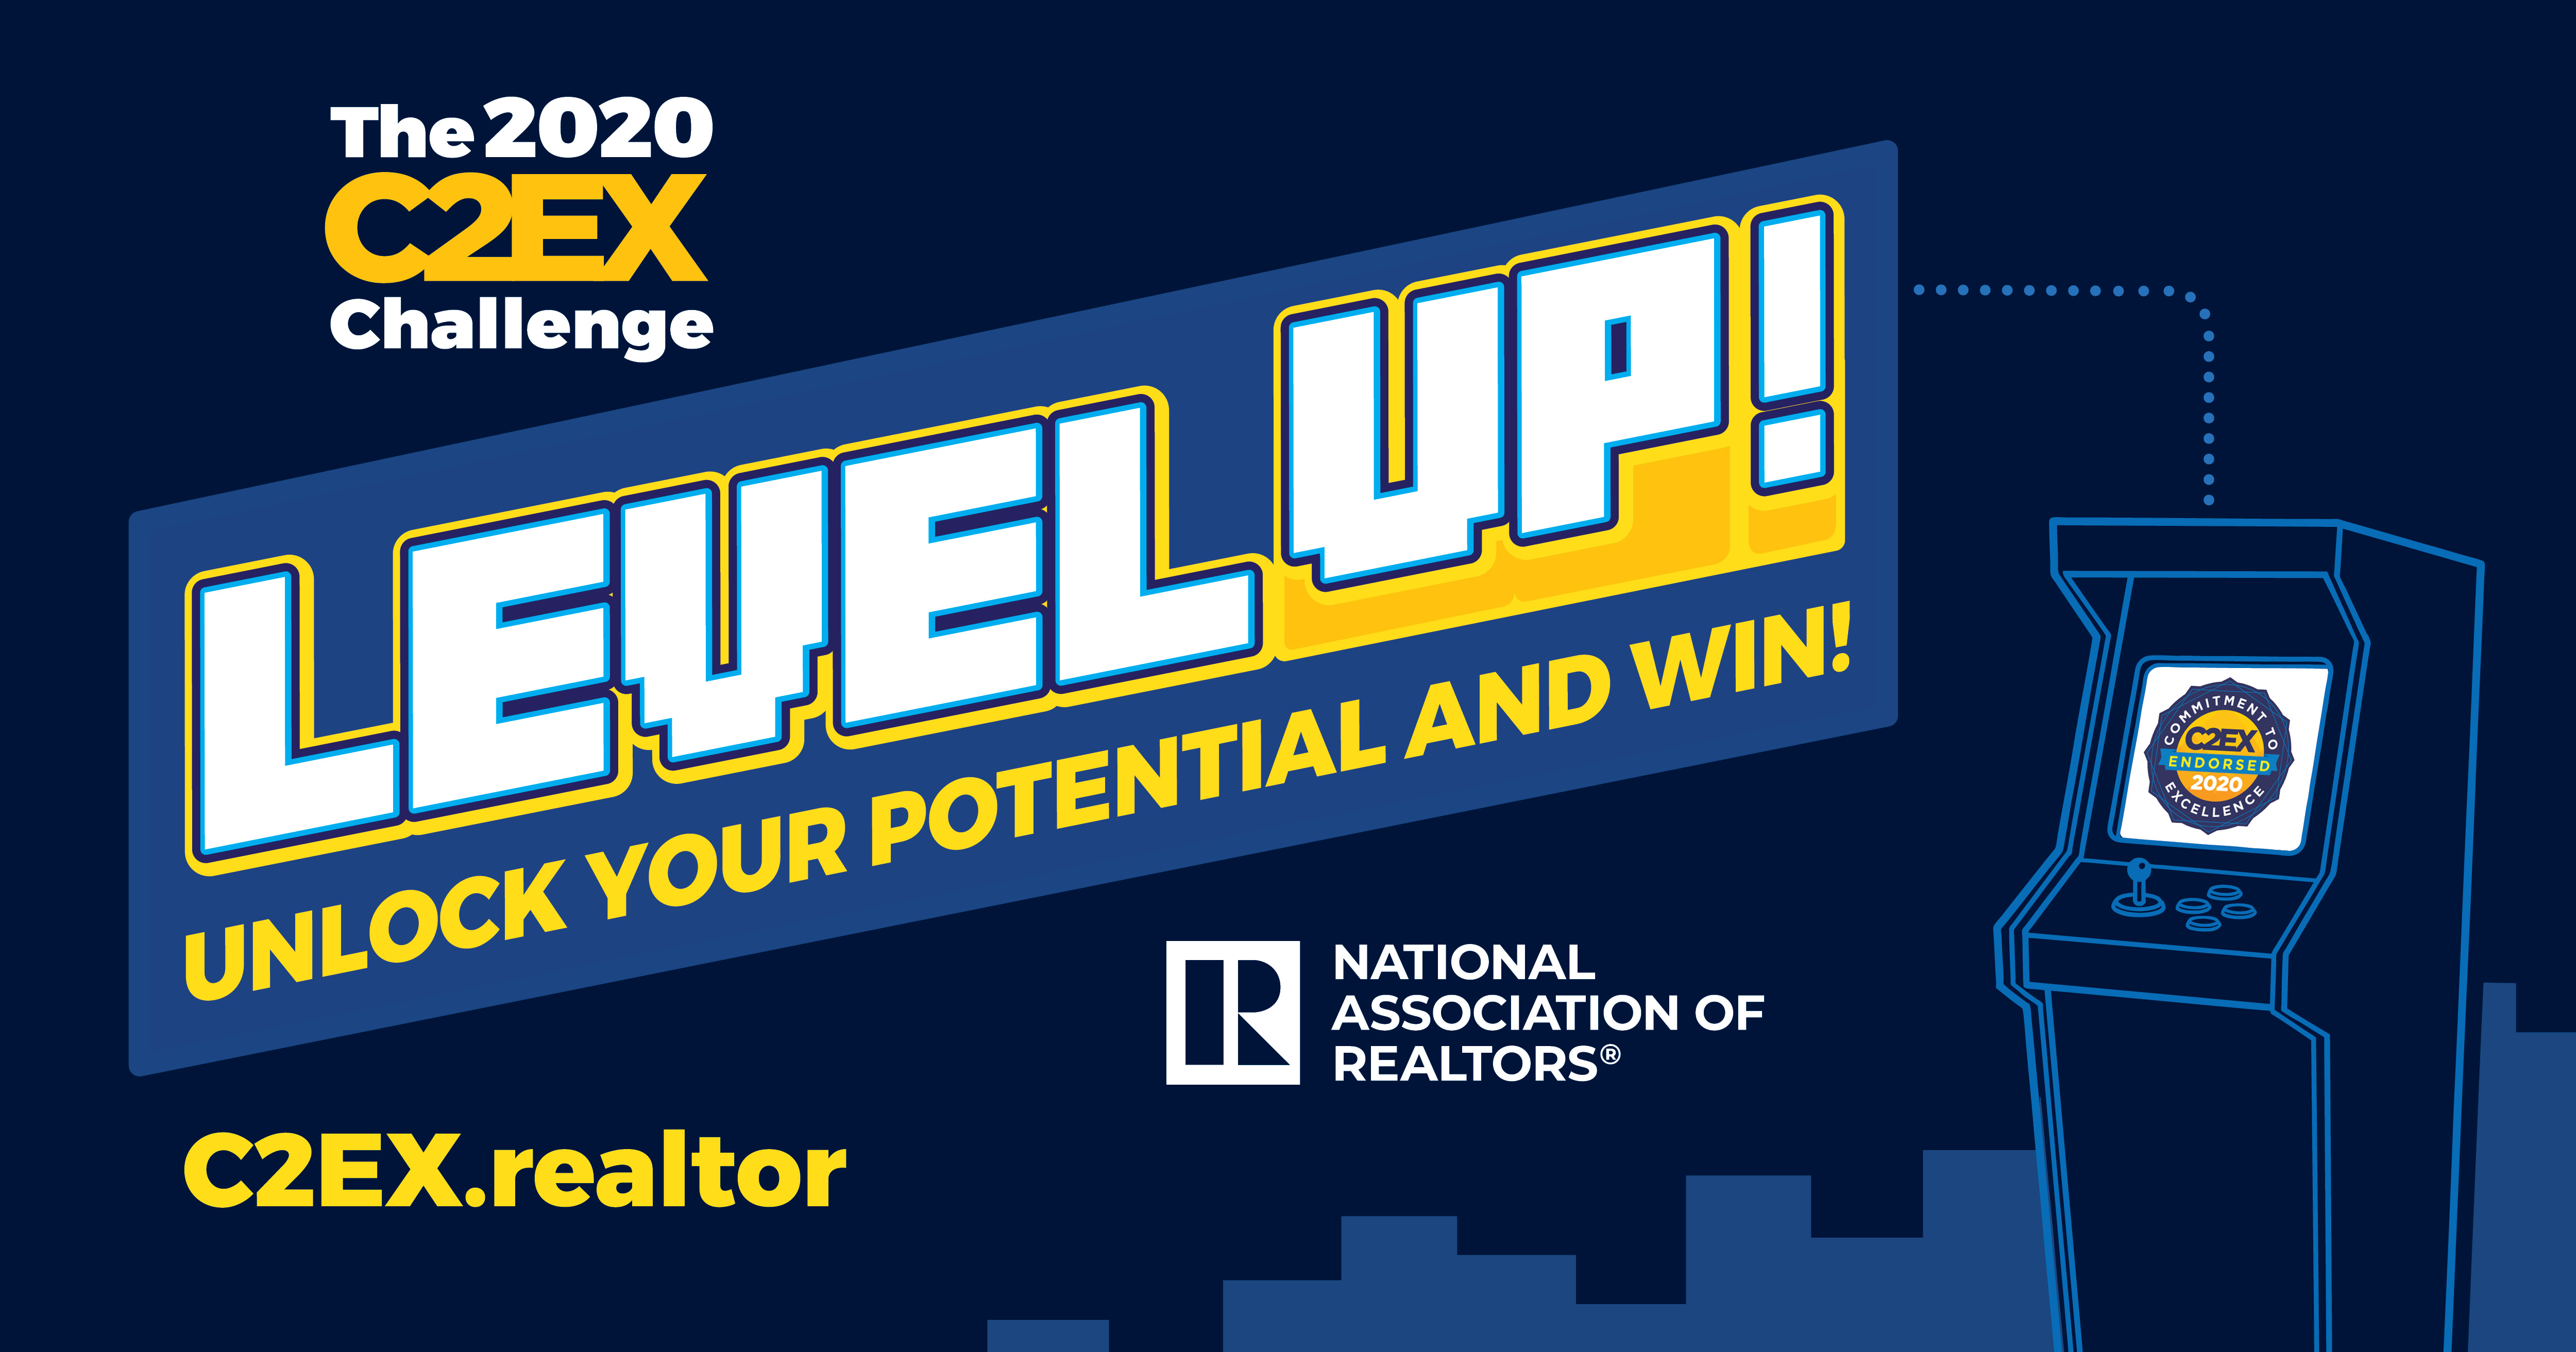 The 2020
C2EX
Challenge
LEVEL UP!
UNLOCK YOUR POTENTIAL AND WIN!
COMMITMENT TO
C2EX
ENDORSED
2020
EXCELLENCE
R
NATIONAL
ASSOCIATION OF
REALTORS®
C2EX.realtor